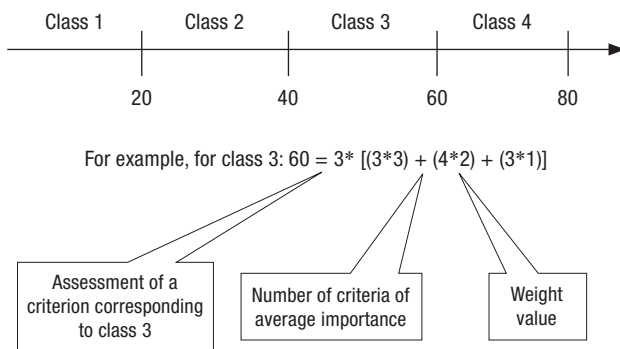 Class 1 Class 2 Class 3 Class 4
20 40 60 80
For example, for class 3: 60 = 3* [(3*3) + (4*2) + (3*1)]
Assessment of a
criterion corresponding
to class 3
Number of criteria of
average importance
Weight
value